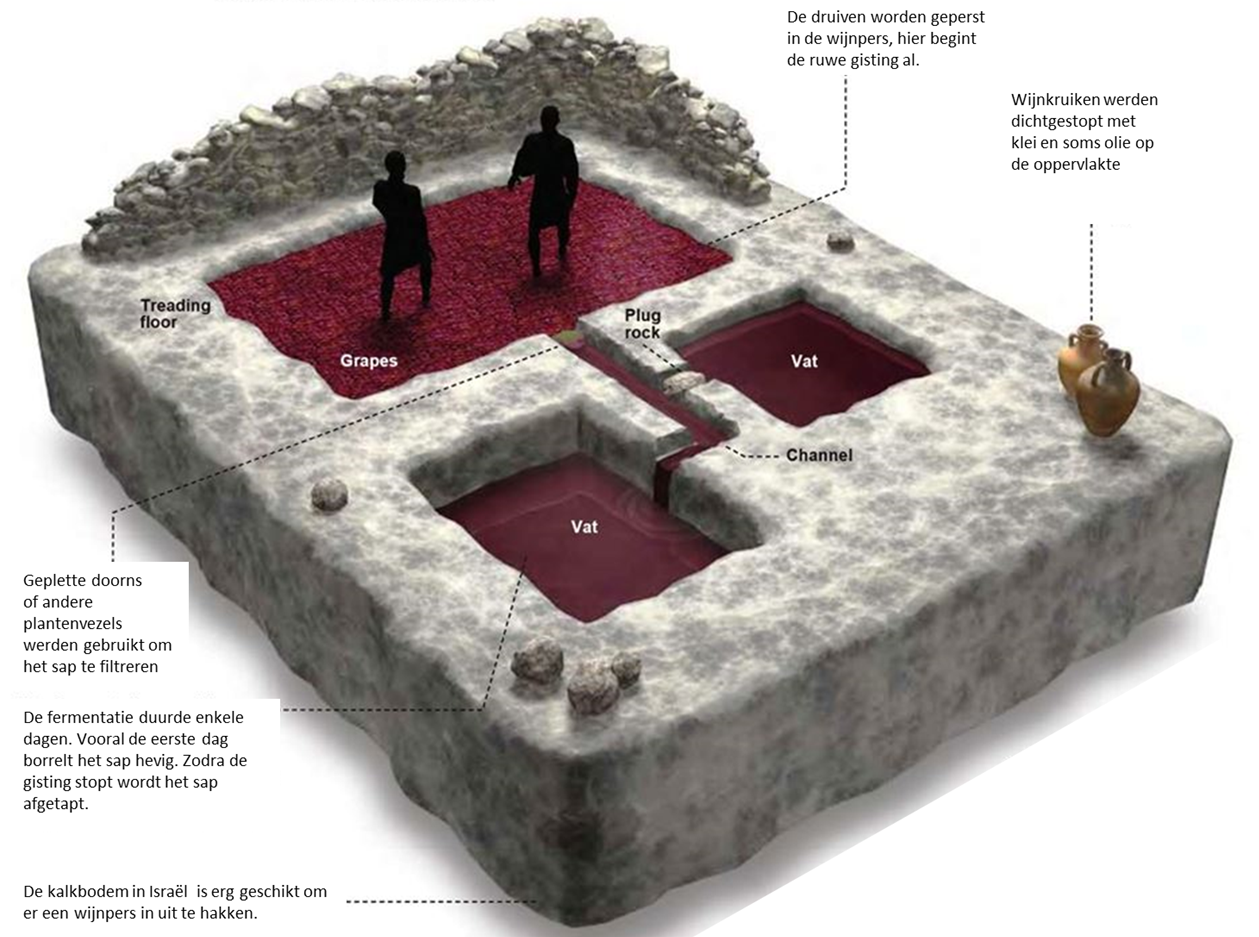 De druiven worden geperst
in de wijnpers, hier begint
de ruwe gisting al.
Wijnkruiken werden
dichtgestopt met
klei en soms olie op
de oppervlakte
Treading
floor
Grapes
Plug
rock
Vat
Channel
Vat
Geplette doorns
of andere
plantenvezels
werden gebruikt om
het sap te filtreren
De fermentatie duurde enkele
dagen. Vooral de eerste dag
borrelt het sap hevig. Zodra de
gisting stopt wordt het sap
afgetapt.
De kalkbodem in Israël is erg geschikt om
er een wijnpers in uit te hakken.